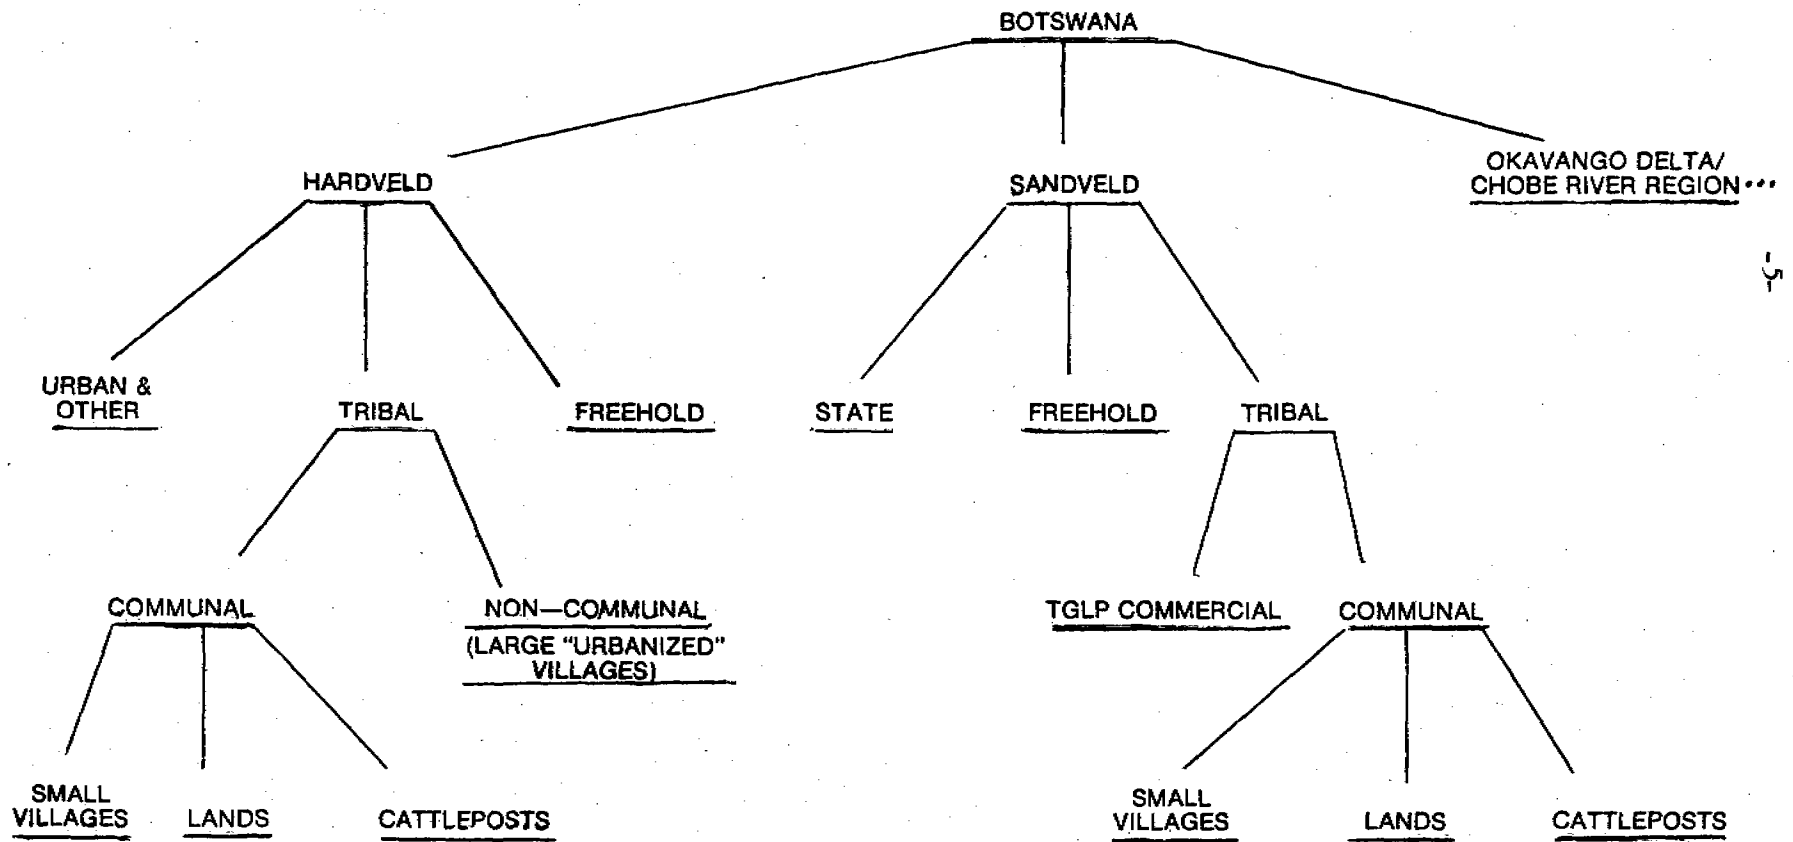 BOTSWANA
HARDVELD
SANDVELD
OKAVANGO DELTA/
CHOBE RIVER REGION •••
-5-
URBAN &
OTHER
TRIBAL
FREEHOLD
STATE
FREEHOLD
TRIBAL
COMMUNAL
NON—COMMUNAL
(LARGE "URBANIZED"
VILLAGES)
TGLP COMMERCIAL
COMMUNAL
SMALL
VILLAGES
LANDS
CATTLEPOSTS
SMALL
VILLAGES
LANDS
CATTLEPOSTS